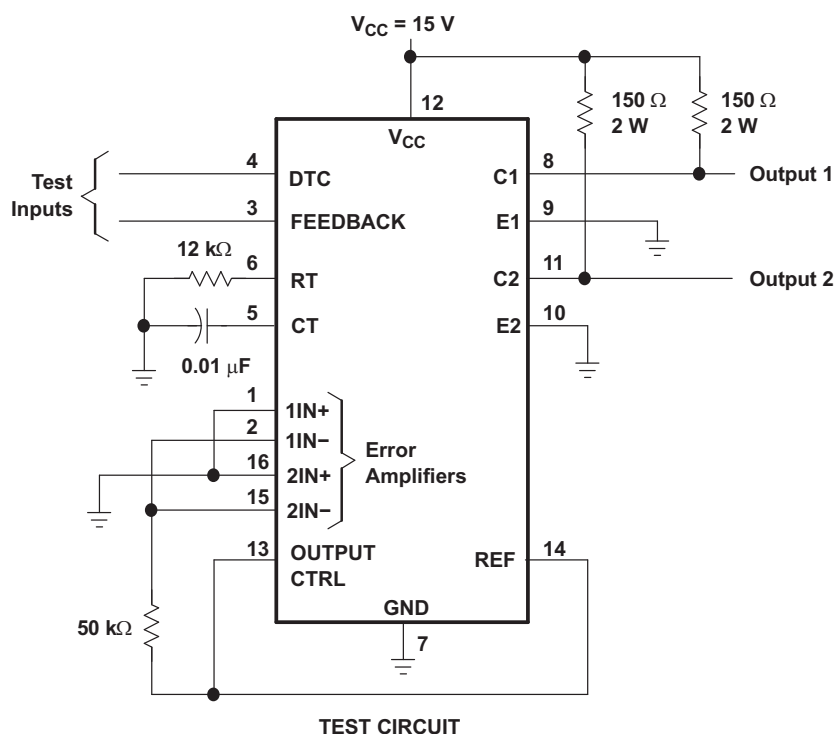 VCC = 15 V
12
VCC
150 Ω
2 W
150 Ω
2 W
Test
Inputs
4
DTC
C1
8
Output 1
3
FEEDBACK
E1
9
12 kΩ
6
RT
C2
11
Output 2
5
CT
E2
10
0.01 μF
1
1IN+
2
1IN−
16
2IN+
15
2IN−
Error
Amplifiers
13
OUTPUT
CTRL
REF
14
GND
7
50 kΩ
TEST CIRCUIT